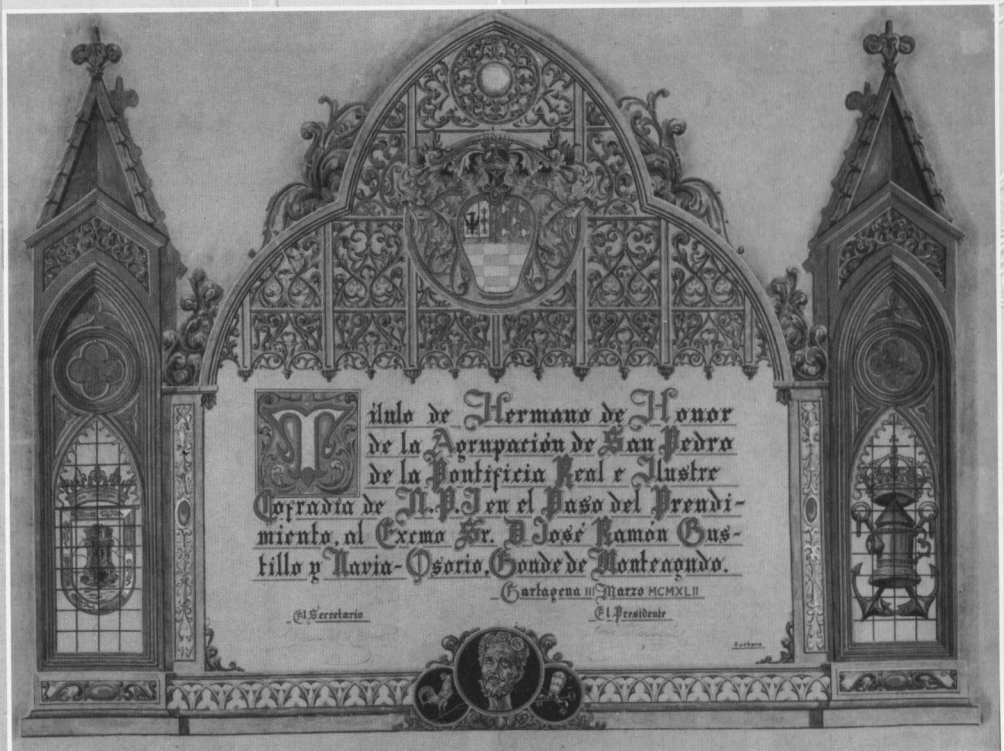 Titulo de Hermano de Honor
de la Agrupación de San Pedro
de la Pontificia Real e Ilustre
Cofradia de N.P.J en el Paso del Prendi-
miento, al Excmo Sr. D José Ramón Gus-
tillo y Navia-Osorio, Conde de Monteagudo.
Cartagena III Marzo MCMXLII
El Secretario
El Presidente